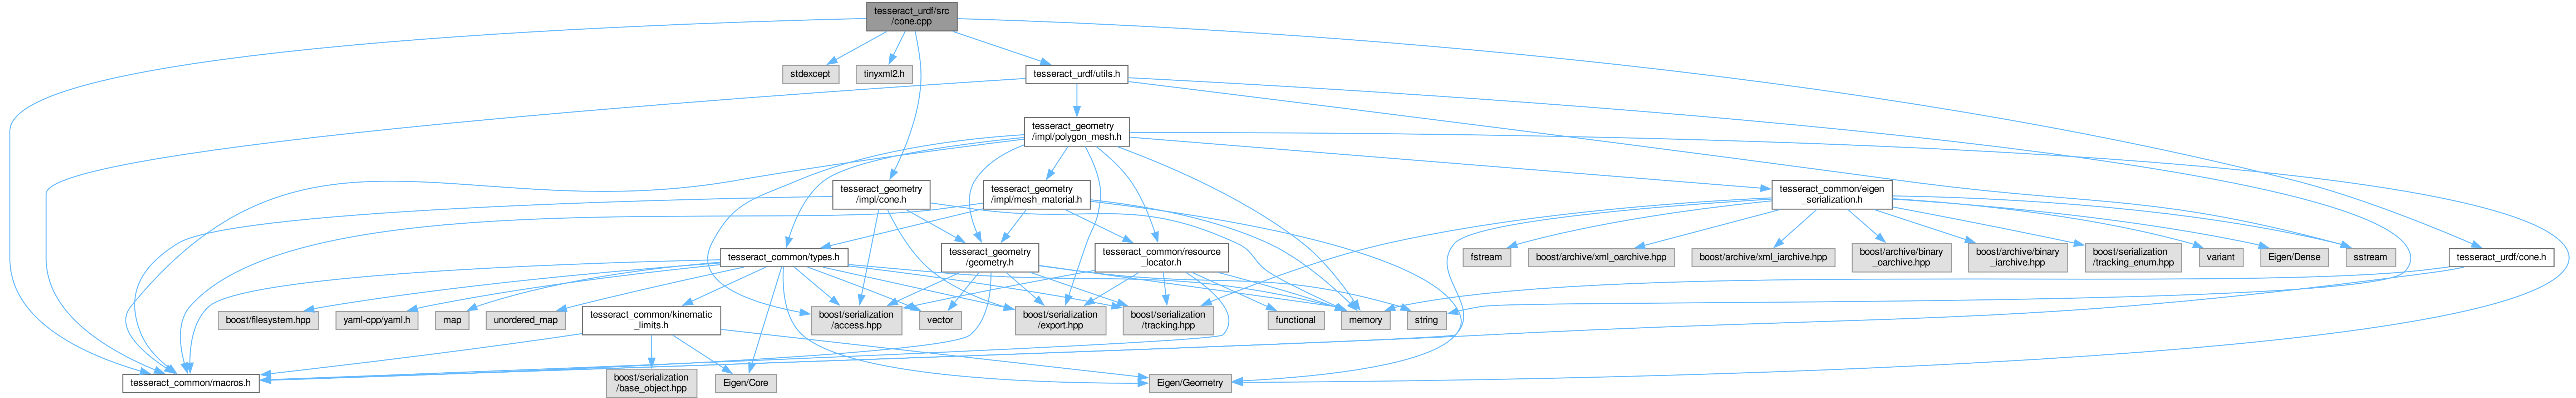 tesseract_urdf/src
/cone.cpp
stdexcept
tinyxml2.h
tesseract_urdf/utils.h
tesseract_geometry
/impl/polygon_mesh.h
tesseract_geometry
/impl/cone.h
tesseract_geometry
/impl/mesh_material.h
tesseract_common/eigen
_serialization.h
tesseract_common/types.h
tesseract_geometry
/geometry.h
tesseract_common/resource
_locator.h
fstream
boost/archive/xml_oarchive.hpp
boost/archive/xml_iarchive.hpp
boost/archive/binary
_oarchive.hpp
boost/archive/binary
_iarchive.hpp
boost/serialization
/tracking_enum.hpp
variant
Eigen/Dense
sstream
tesseract_urdf/cone.h
boost/filesystem.hpp
yaml-cpp/yaml.h
map
unordered_map
tesseract_common/kinematic
_limits.h
boost/serialization
/access.hpp
vector
boost/serialization
/export.hpp
boost/serialization
/tracking.hpp
functional
memory
string
tesseract_common/macros.h
boost/serialization
/base_object.hpp
Eigen/Core
Eigen/Geometry